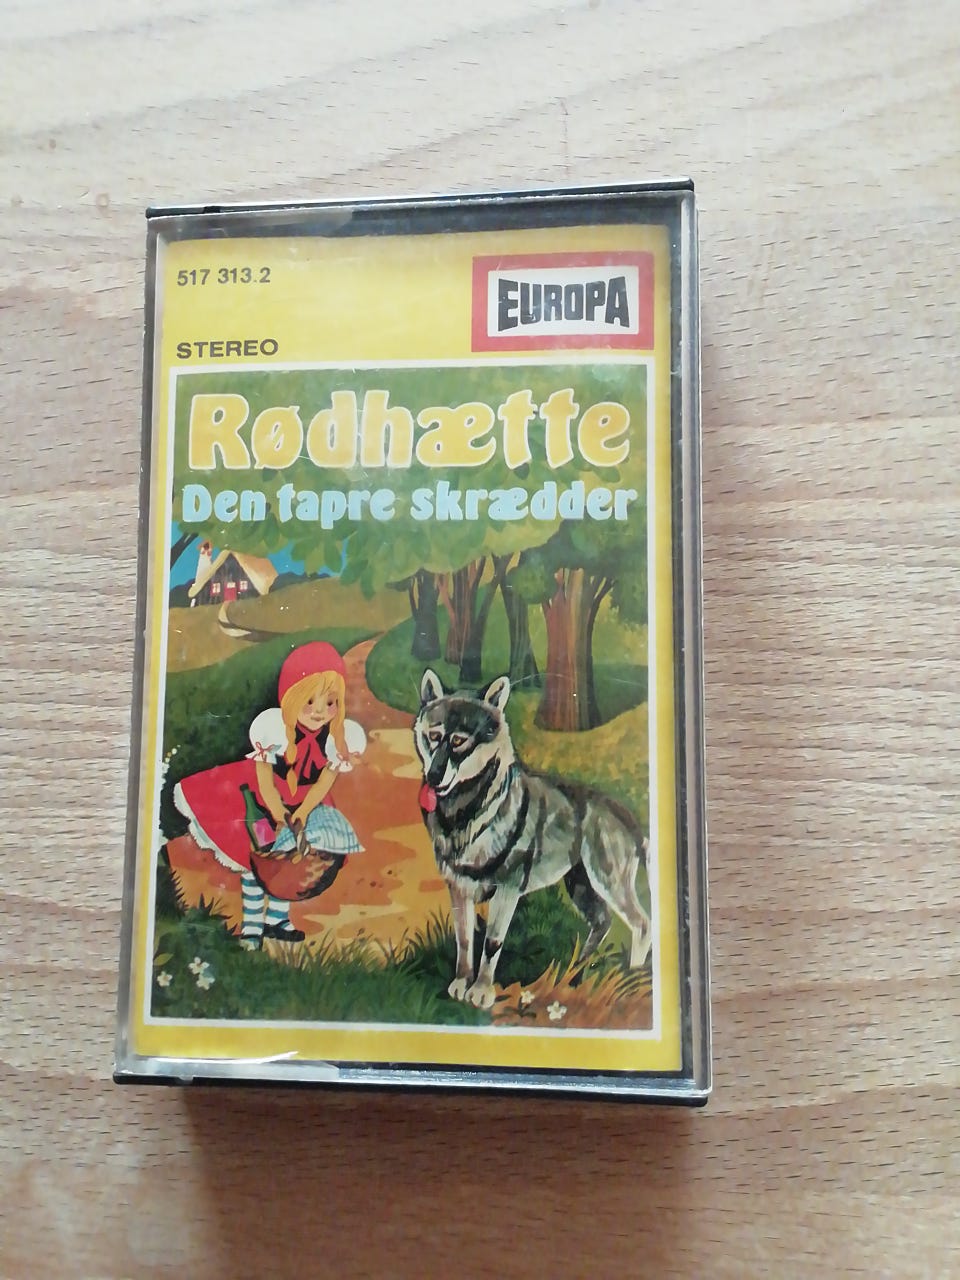 517 313.2
EUROPA
STEREO
Rødhætte
Den tapre skrædder